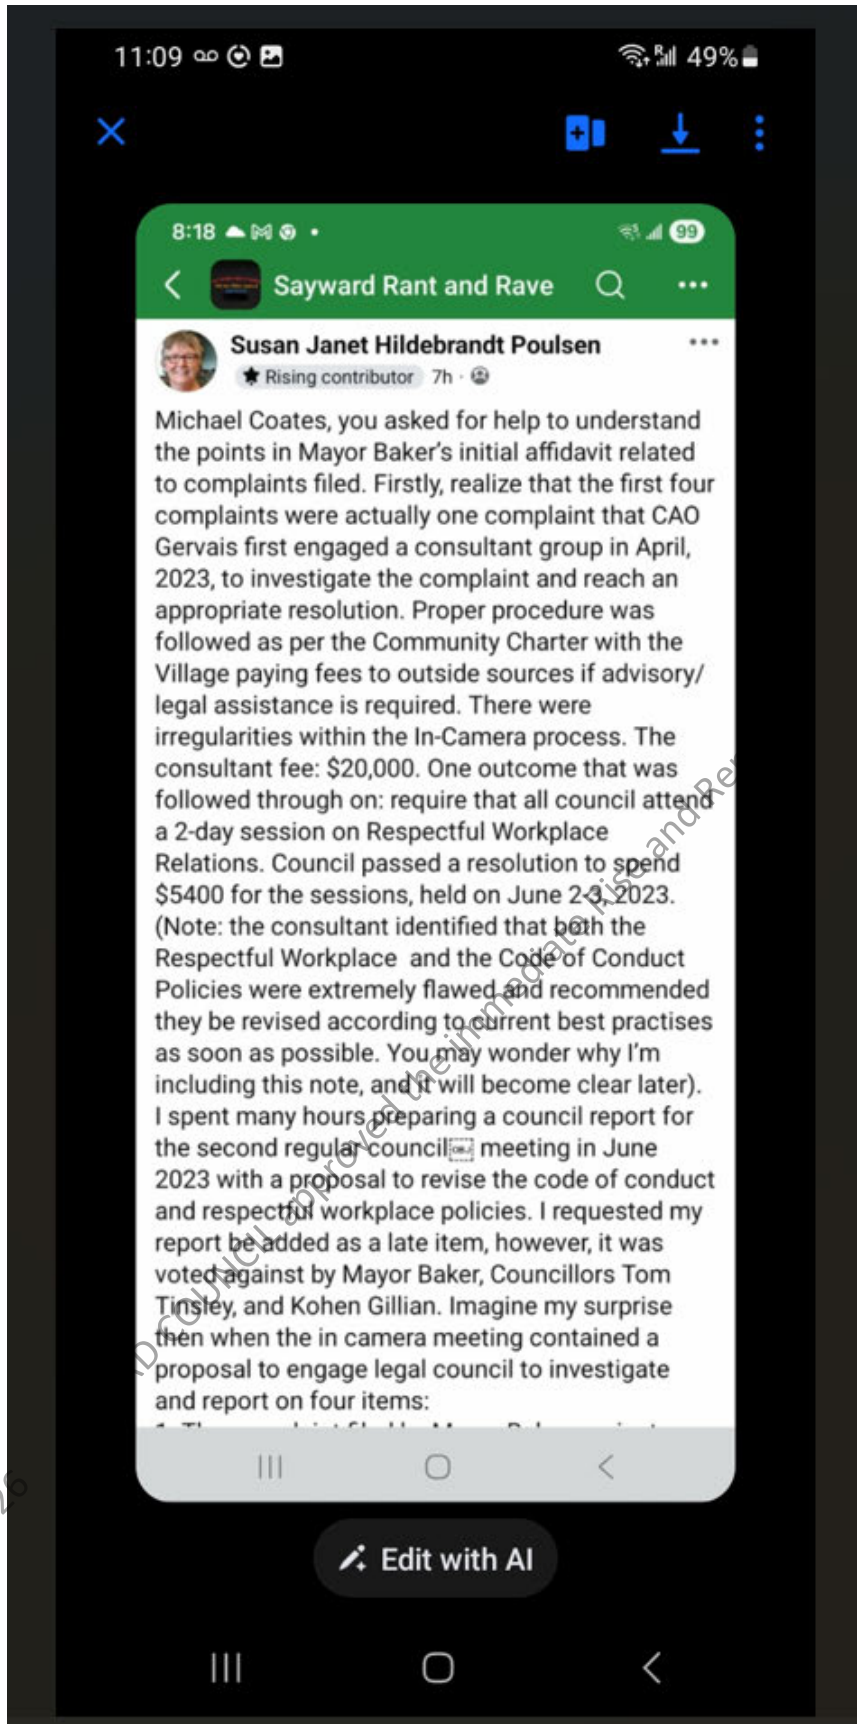 11:09
49%
8:18
99
Sayward Rant and Rave
Susan Janet Hildebrandt Poulsen
Rising contributor 7h ·
Michael Coates, you asked for help to understand
the points in Mayor Baker's initial affidavit related
to complaints filed. Firstly, realize that the first four
complaints were actually one complaint that CAO
Gervais first engaged a consultant group in April,
2023, to investigate the complaint and reach an
appropriate resolution. Proper procedure was
followed as per the Community Charter with the
Village paying fees to outside sources if advisory/
legal assistance is required. There were
irregularities within the In-Camera process. The
consultant fee: $20,000. One outcome that was
followed through on: require that all council attend
a 2-day session on Respectful Workplace
Relations. Council passed a resolution to spend
$5400 for the sessions, held on June 2-3, 2023.
(Note: the consultant identified that both the
Respectful Workplace and the Code of Conduct
Policies were extremely flawed and recommended
they be revised according to current best practises
as soon as possible. You may wonder why I'm
including this note, and it will become clear later).
I spent many hours preparing a council report for
the second regular council meeting in June
2023 with a proposal to revise the code of conduct
and respectful workplace policies. I requested my
report be added as a late item, however, it was
voted against by Mayor Baker, Councillors Tom
Tinsley, and Kohen Gillian. Imagine my surprise
then when the in camera meeting contained a
proposal to engage legal council to investigate
and report on four items:
Edit with AI
COUNCIL approved the immediate Rise and
26